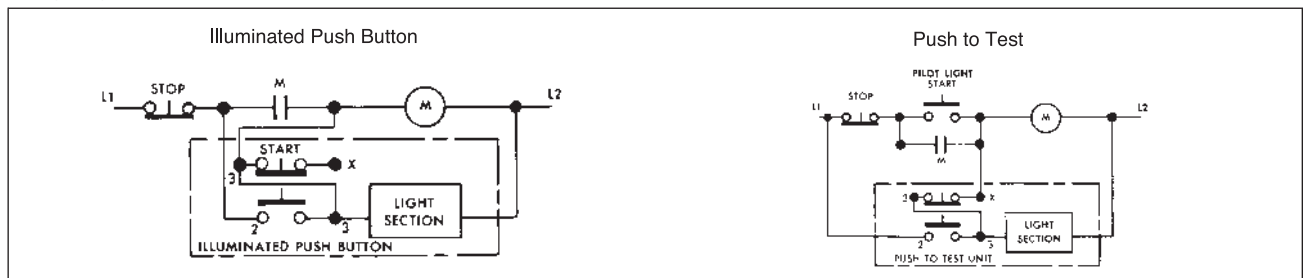 Illuminated Push Button
L1
STOP
M
M
L2
START
X
3
2
3
LIGHT
SECTION
ILLUMINATED PUSH BUTTON
Push to Test
PILOT LIGHT
START
L1
STOP
M
L2
M
X
2
3
LIGHT
SECTION
PUSH TO TEST UNIT